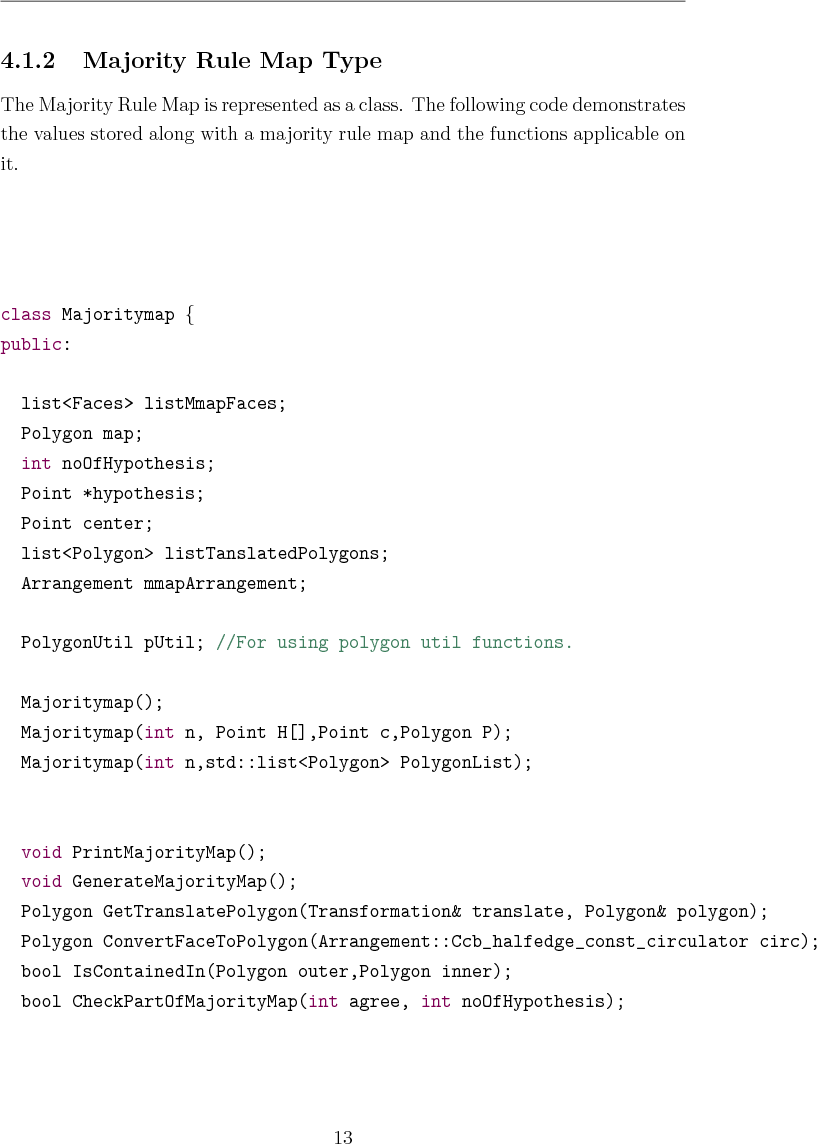 4.1.2 Majority Rule Map Type
The Majority Rule Map is represented as a class. The following code demonstrates
the values stored along with a majority rule map and the functions applicable on
it.
class Majoritymap {
public:
list<Faces> listMmapFaces;
Polygon map;
int noOfHypothesis;
Point *hypothesis;
Point center;
list<Polygon> listTanslatedPolygons;
Arrangement mmapArrangement;
PolygonUtil pUtil; //For using polygon util functions.
Majoritymap();
Majoritymap(int n, Point H[],Point c,Polygon P);
Majoritymap(int n,std::list<Polygon> PolygonList);
void PrintMajorityMap();
void GenerateMajorityMap();
Polygon GetTranslatePolygon(Transformation& translate, Polygon& polygon);
Polygon ConvertFaceToPolygon(Arrangement::Ccb_halfedge_const_circulator circ);
bool IsContainedIn(Polygon outer,Polygon inner);
bool CheckPartOfMajorityMap(int agree, int noOfHypothesis);
13